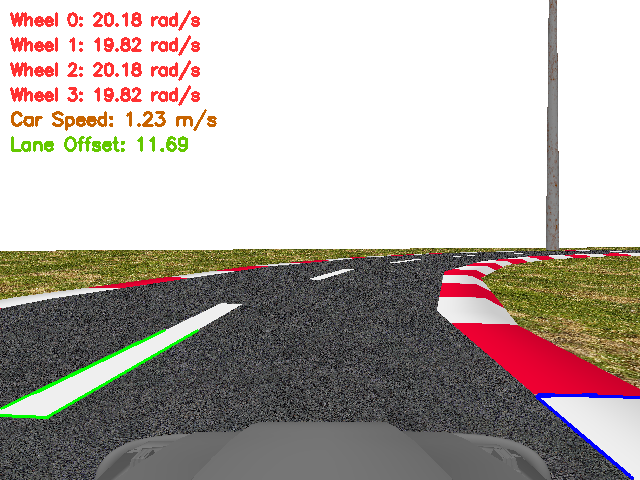 Wheel 0: 20.18 rad/s
Wheel 1: 19.82 rad/s
Wheel 2: 20.18 rad/s
Wheel 3: 19.82 rad/s
Car Speed: 1.23 m/s
Lane Offset: 11.69